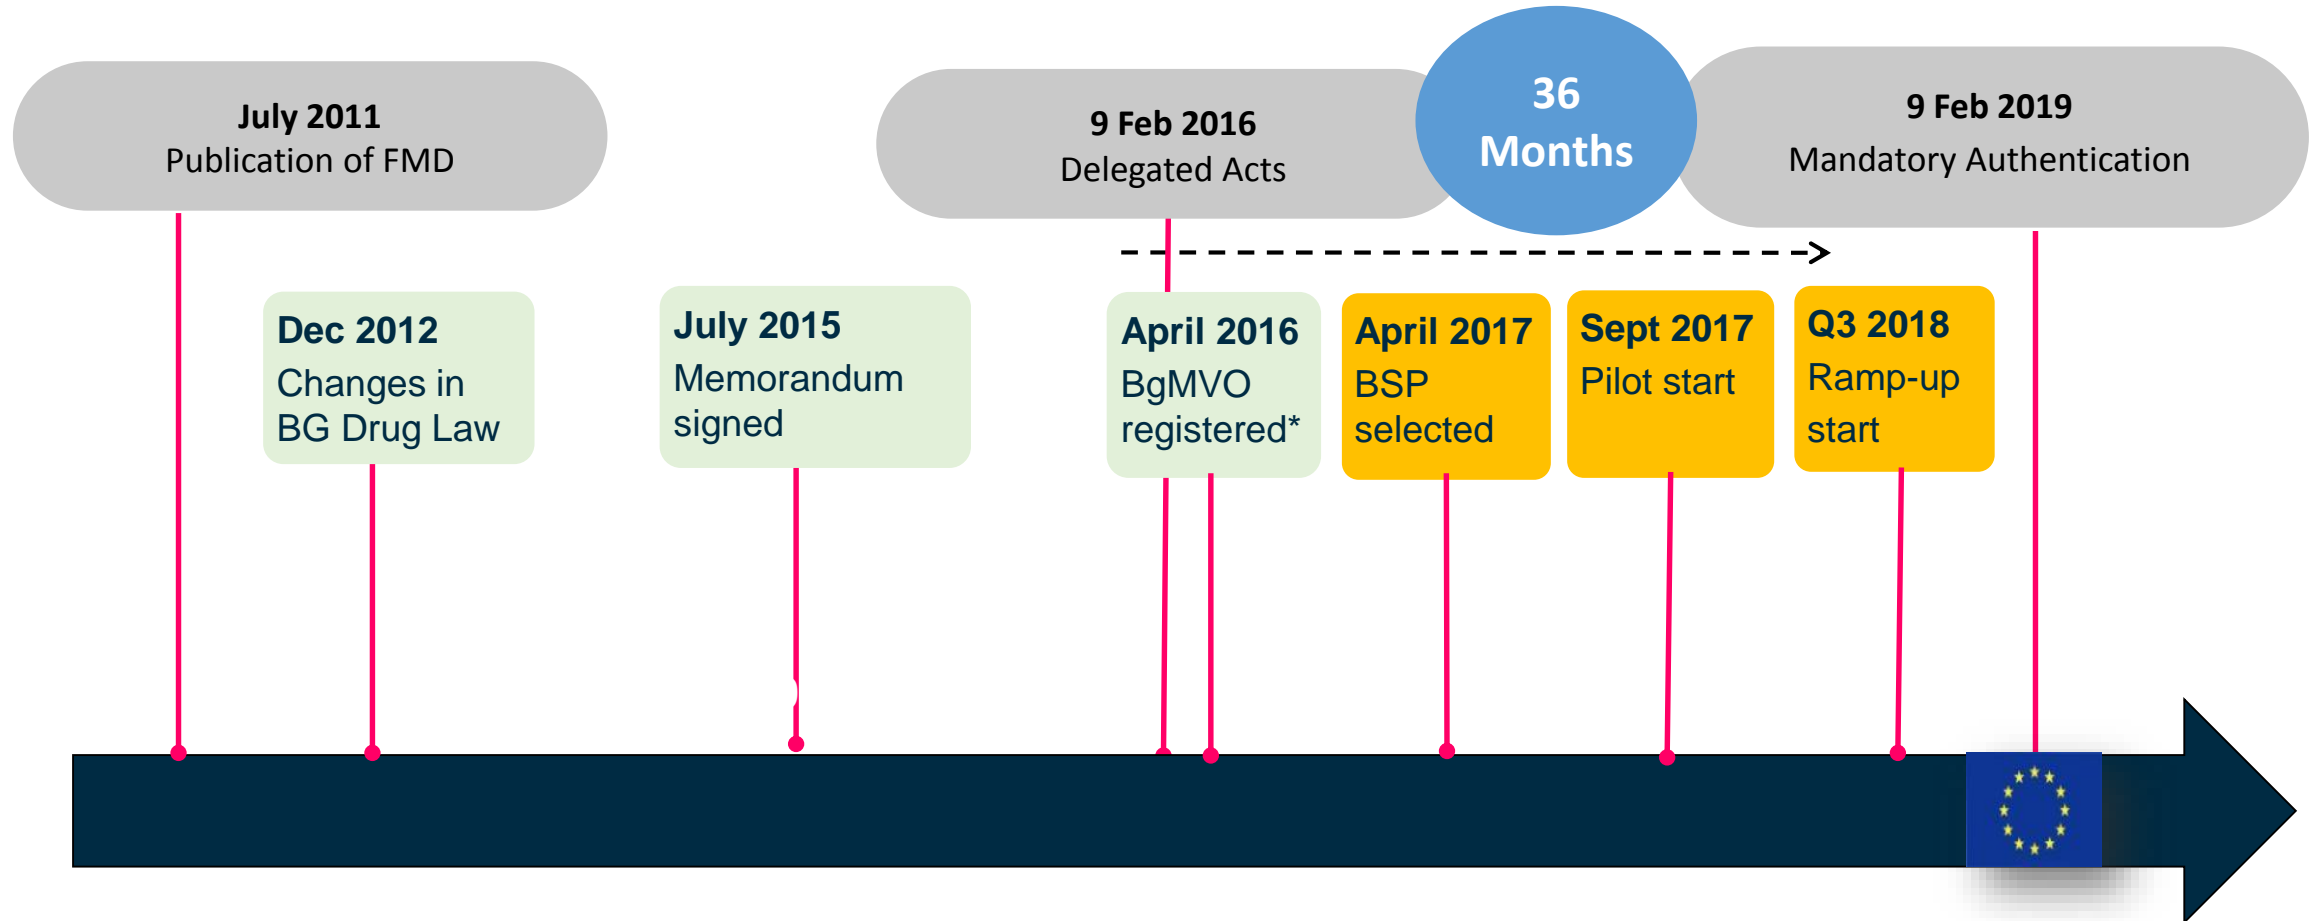 July 2011
Publication of FMD
9 Feb 2016
Delegated Acts
36
Months
9 Feb 2019
Mandatory Authentication
Dec 2012
Changes in
BG Drug Law
July 2015
Memorandum
signed
April 2016
BgMVO
registered*
April 2017
BSP
selected
Sept 2017
Pilot start
Q3 2018
Ramp-up
start